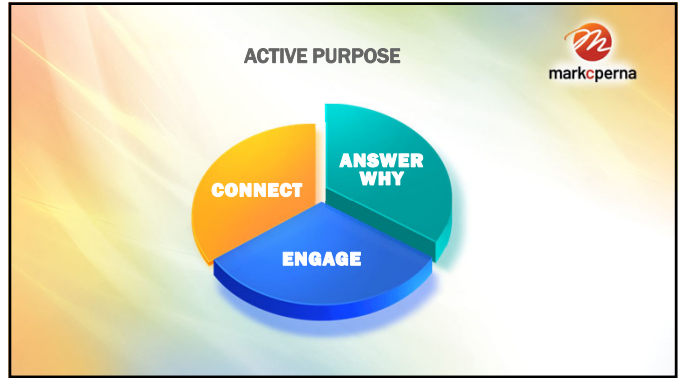 ACTIVE PURPOSE
markcperna
ANSWER
WHY
CONNECT
ENGAGE